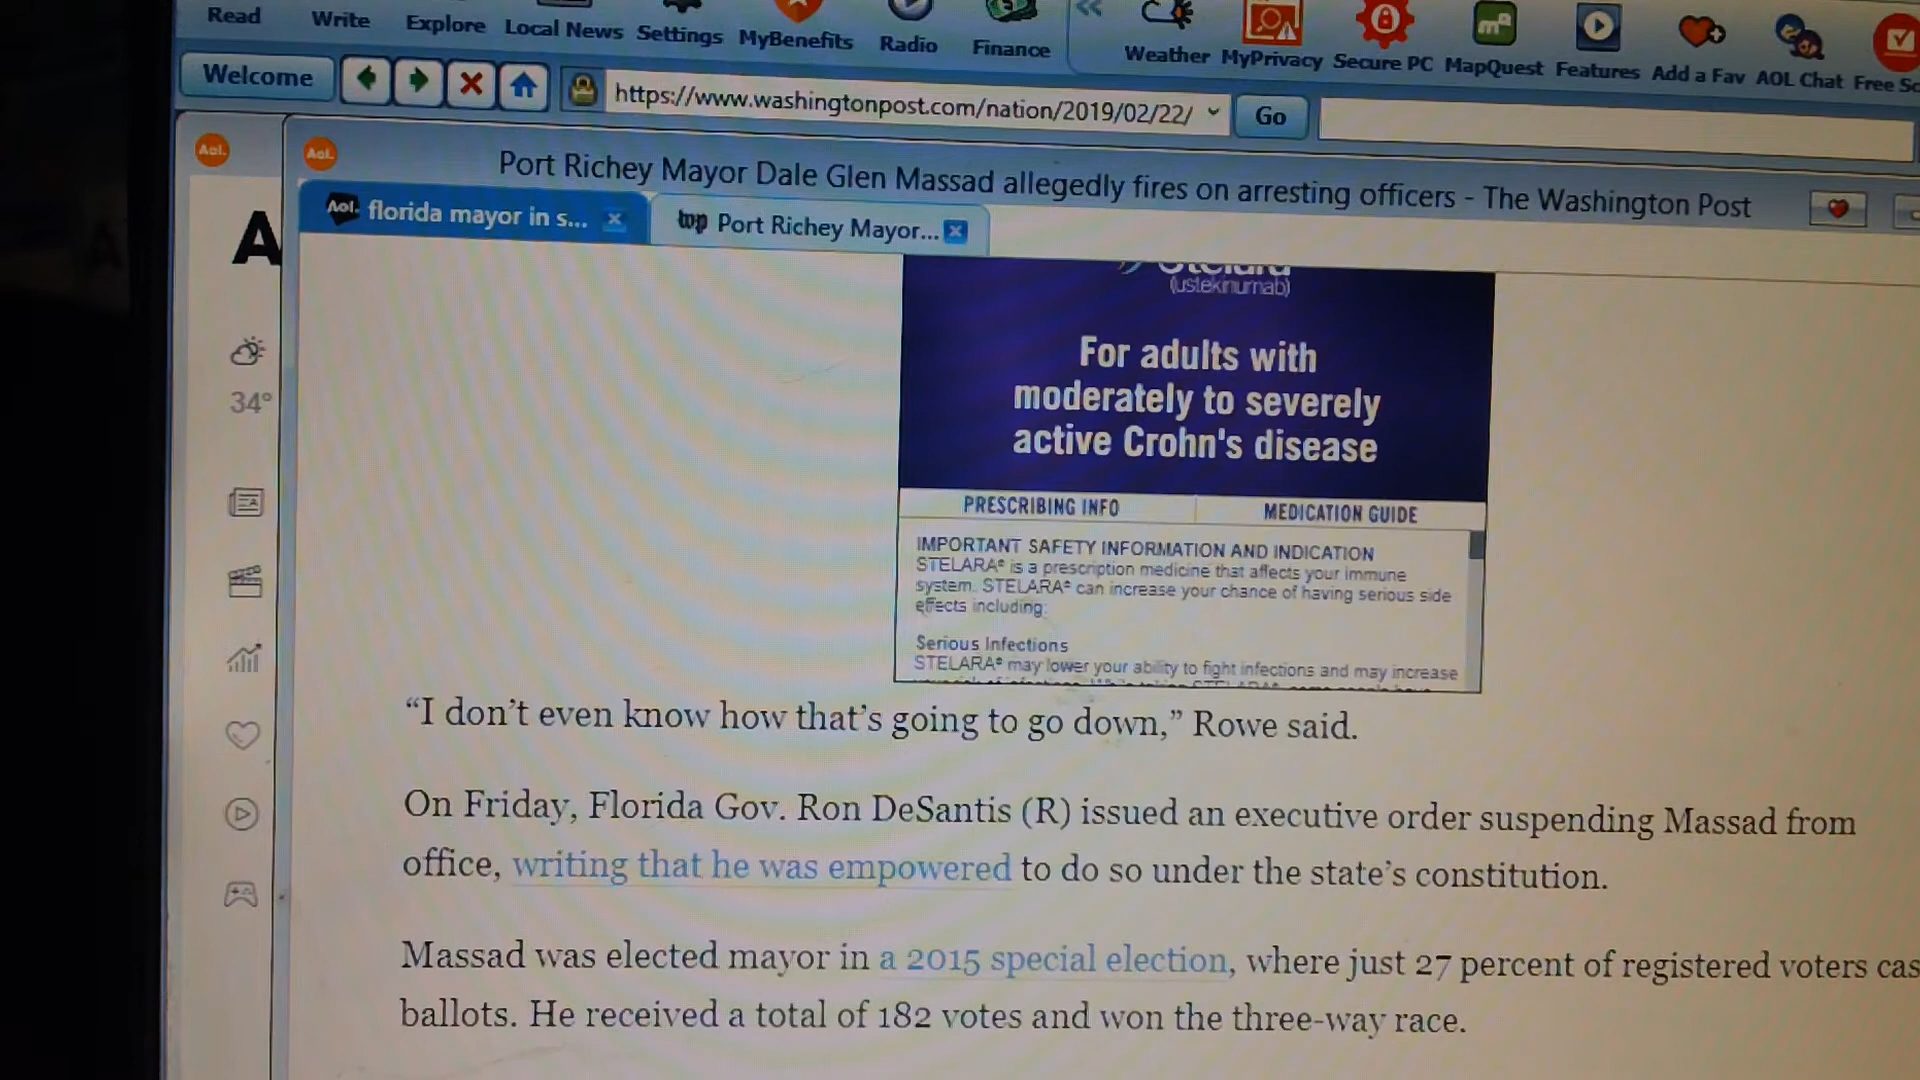 Read Write Explore Local News Settings MyBenefits Radio Finance Weather MyPrivacy Secure PC MapQuest Features Add a Fav AOL Chat Free Sc
Welcome https://www.washingtonpost.com/nation/2019/02/22/ Go
Aol. Aol. Port Richey Mayor Dale Glen Massad allegedly fires on arresting officers - The Washington Post
Aol. florida mayor in s... Port Richey Mayor...
A
34°
Stelara
(ustekinumab)
For adults with
moderately to severely
active Crohn's disease
PRESCRIBING INFO MEDICATION GUIDE
IMPORTANT SAFETY INFORMATION AND INDICATION
STELARA® is a prescription medicine that affects your immune
system. STELARA® can increase your chance of having serious side
effects including:
Serious Infections
STELARA® may lower your ability to fight infections and may increase
“I don’t even know how that’s going to go down,” Rowe said.
On Friday, Florida Gov. Ron DeSantis (R) issued an executive order suspending Massad from
office, writing that he was empowered to do so under the state’s constitution.
Massad was elected mayor in a 2015 special election, where just 27 percent of registered voters cas
ballots. He received a total of 182 votes and won the three-way race.